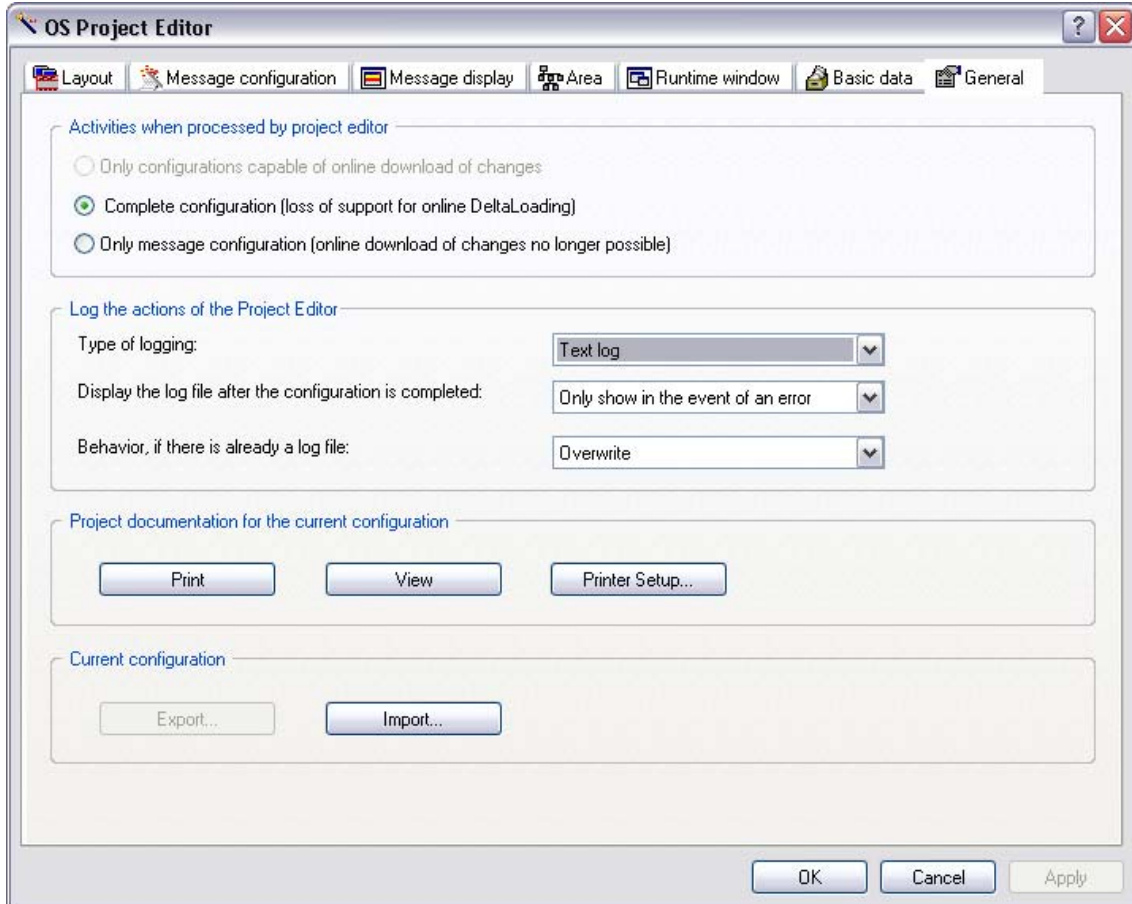 OS Project Editor
Layout Message configuration Message display Area Runtime window Basic data General
Activities when processed by project editor
Only configurations capable of online download of changes
Complete configuration (loss of support for online DeltaLoading)
Only message configuration (online download of changes no longer possible)
Log the actions of the Project Editor
Type of logging: Text log
Display the log file after the configuration is completed: Only show in the event of an error
Behavior, if there is already a log file: Overwrite
Project documentation for the current configuration
Print View Printer Setup...
Current configuration
Export... Import...
OK Cancel Apply